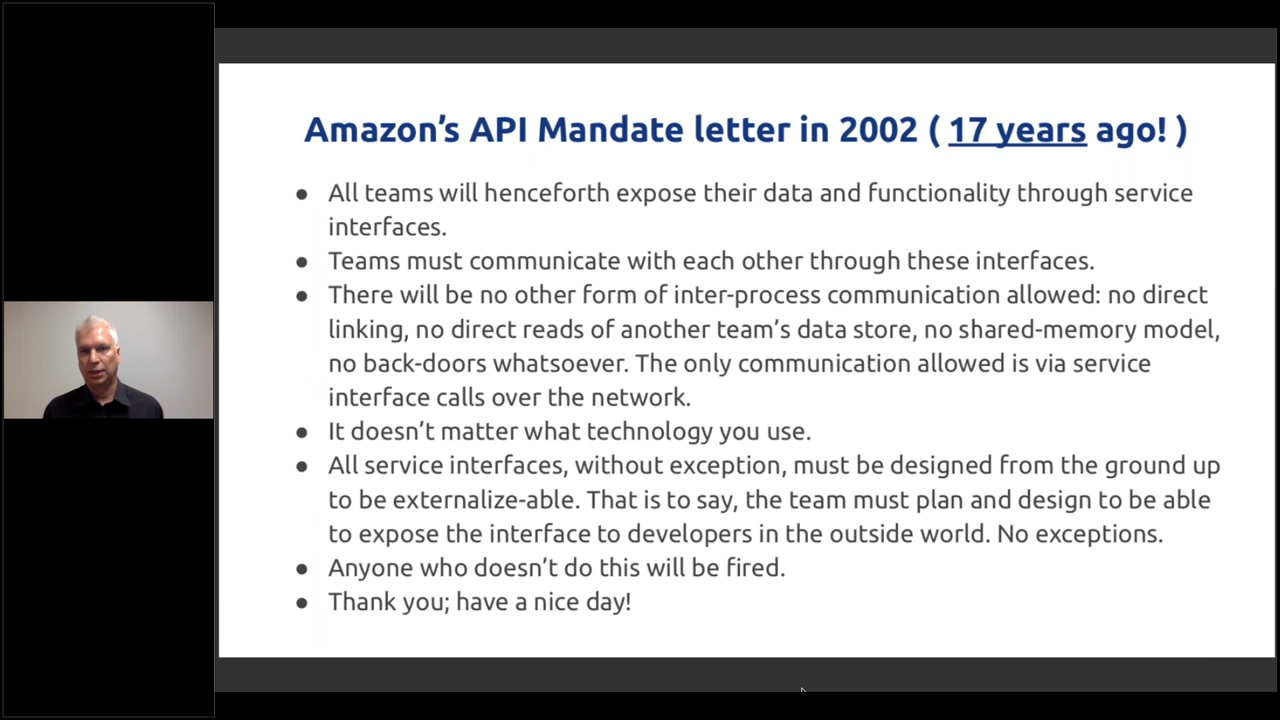 Amazon’s API Mandate letter in 2002 ( 17 years ago! )
● All teams will henceforth expose their data and functionality through service
interfaces.
● Teams must communicate with each other through these interfaces.
● There will be no other form of inter-process communication allowed: no direct
linking, no direct reads of another team’s data store, no shared-memory model,
no back-doors whatsoever. The only communication allowed is via service
interface calls over the network.
● It doesn’t matter what technology you use.
● All service interfaces, without exception, must be designed from the ground up
to be externalize-able. That is to say, the team must plan and design to be able
to expose the interface to developers in the outside world. No exceptions.
● Anyone who doesn’t do this will be fired.
● Thank you; have a nice day!